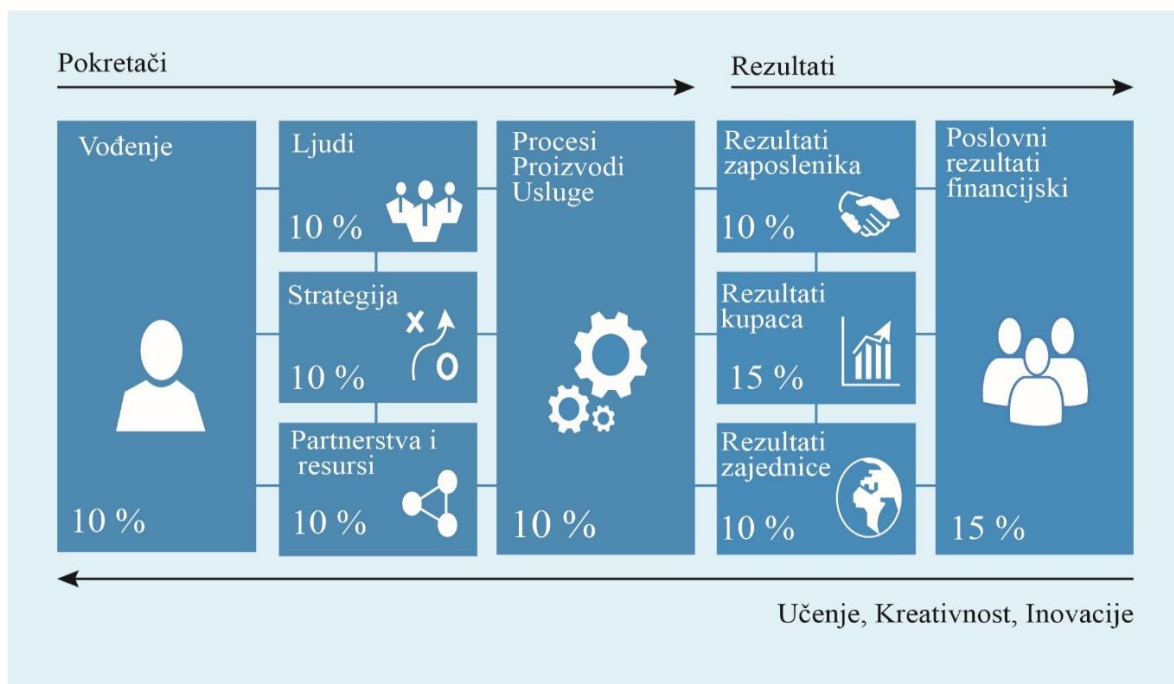 Pokretači
Rezultati
Vođenje
10 %
Ljudi
10 %
Strategija
10 %
Partnerstva i
resursi
10 %
Procesi
Proizvodi
Usluge
10 %
Rezultati
zaposlenika
10 %
Rezultati
kupaca
15 %
Rezultati
zajednice
10 %
Poslovni
rezultati
financijski
15 %
Učenje, Kreativnost, Inovacije